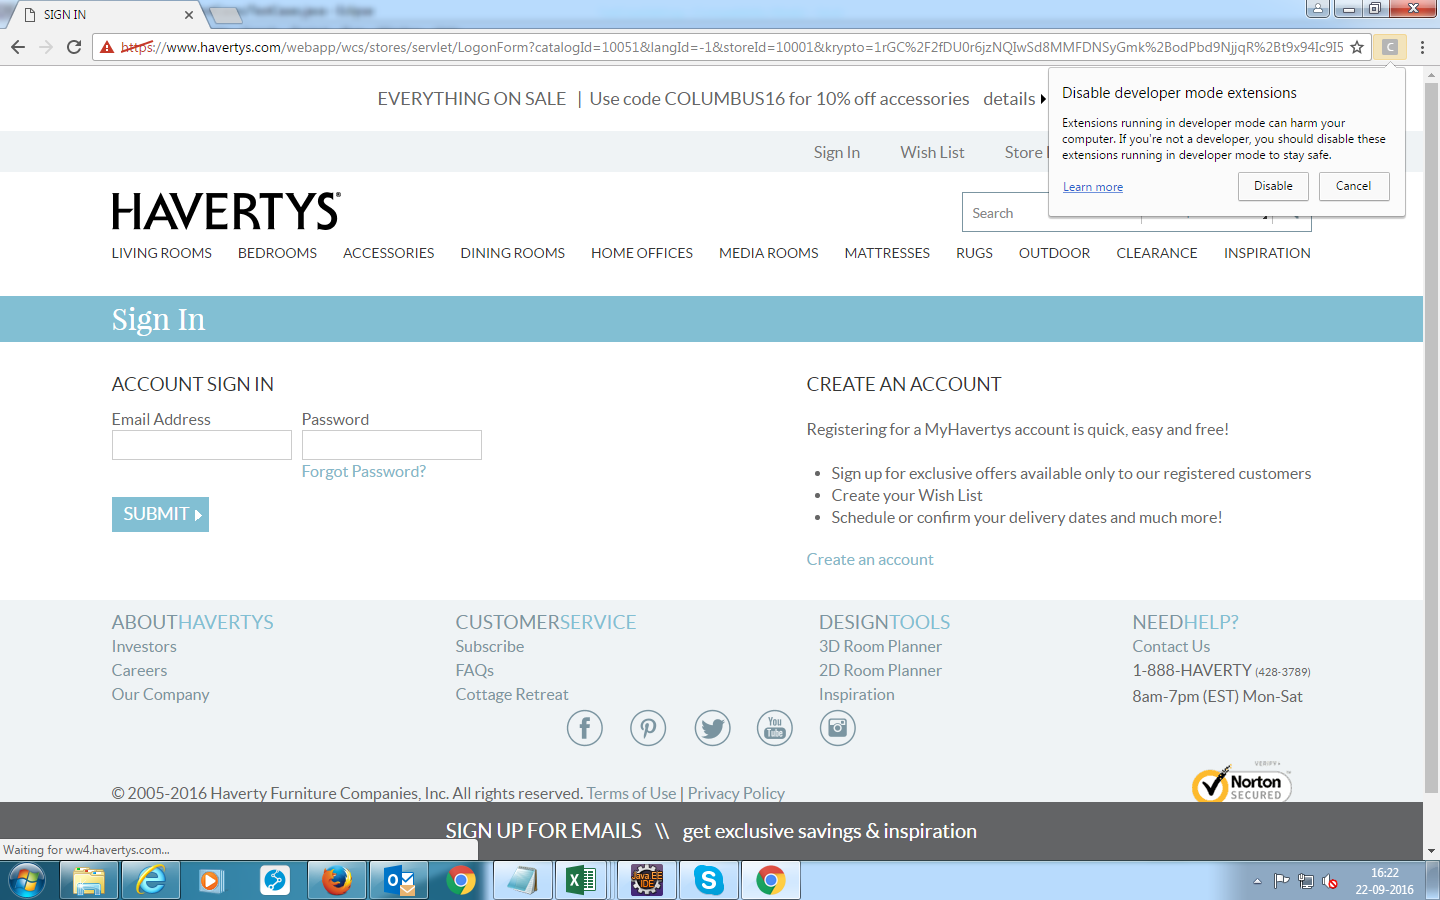 SIGN IN
https://www.havertys.com/webapp/wcs/stores/servlet/LogonForm?catalogId=10051&langId=-1&storeId=10001&krypto=1rGC%2F2fDU0r6jzNQIwSd8MMFDNSyGmk%2BodPbd9NjjqR%2Bt9x94Ic9I5
C
Disable developer mode extensions
Extensions running in developer mode can harm your
computer. If you're not a developer, you should disable these
extensions running in developer mode to stay safe.
Learn more
Disable
Cancel
EVERYTHING ON SALE | Use code COLUMBUS16 for 10% off accessories details
Sign In Wish List Store
HAVERTYS®
Search
LIVING ROOMS BEDROOMS ACCESSORIES DINING ROOMS HOME OFFICES MEDIA ROOMS MATTRESSES RUGS OUTDOOR CLEARANCE INSPIRATION
Sign In
ACCOUNT SIGN IN
Email Address Password
Forgot Password?
SUBMIT
CREATE AN ACCOUNT
Registering for a MyHavertys account is quick, easy and free!
• Sign up for exclusive offers available only to our registered customers
• Create your Wish List
• Schedule or confirm your delivery dates and much more!
Create an account
ABOUTHAVERTYS
Investors
Careers
Our Company
CUSTOMERSERVICE
Subscribe
FAQs
Cottage Retreat
DESIGNTOOLS
3D Room Planner
2D Room Planner
Inspiration
NEEDHELP?
Contact Us
1-888-HAVERTY (428-3789)
8am-7pm (EST) Mon-Sat
You
Tube
© 2005-2016 Haverty Furniture Companies, Inc. All rights reserved. Terms of Use | Privacy Policy
VERIFY▸
Norton
SECURED
SIGN UP FOR EMAILS \\ get exclusive savings & inspiration
Waiting for ww4.havertys.com...
Java EE
IDE
16:22
22-09-2016